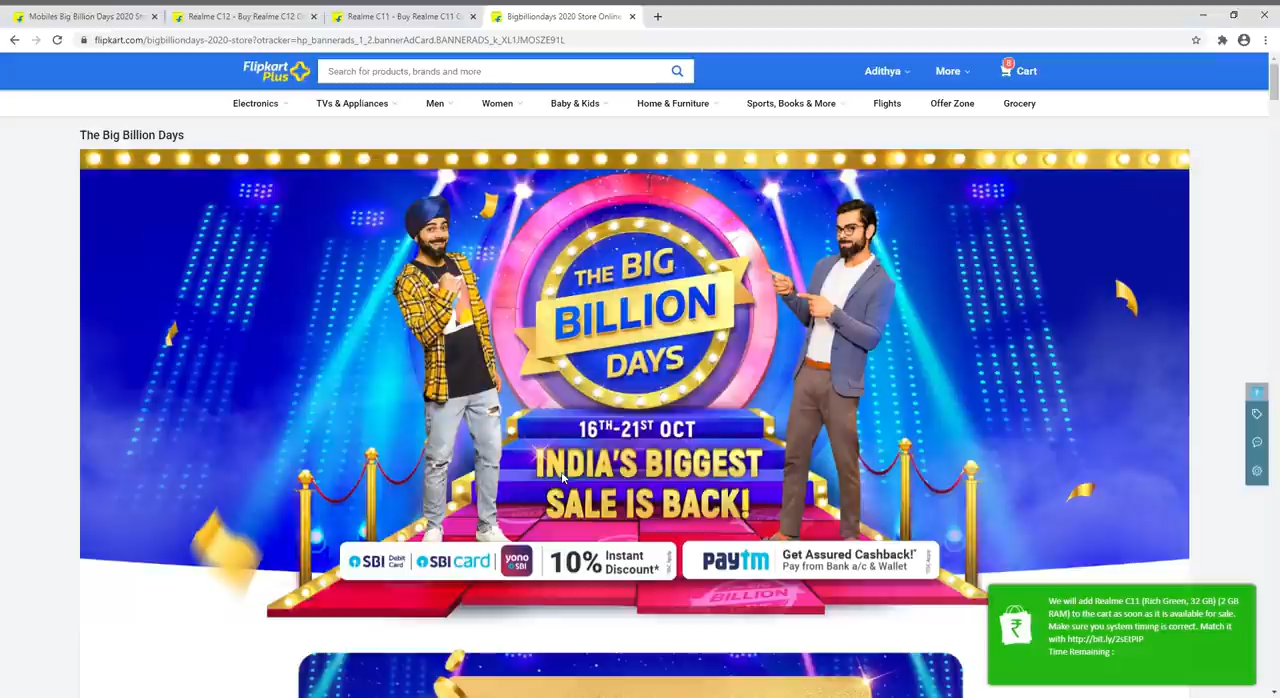 Mobiles Big Billion Days 2020 St
Realme C12 - Buy Realme C12
Realme C11 - Buy Realme C11
Bigbilliondays 2020 Store Online
flipkart.com/bigbilliondays-2020-store?otracker=hp_bannerads_1_2.bannerAdCard.BANNERADS_k_XL1JMOSZE91L
Flipkart
Plus
Search for products, brands and more
Adithya
More
8
Cart
Electronics
TVs & Appliances
Men
Women
Baby & Kids
Home & Furniture
Sports, Books & More
Flights
Offer Zone
Grocery
The Big Billion Days
THE BIG
BILLION
DAYS
16TH-21ST OCT
INDIA'S BIGGEST
SALE IS BACK!
SBI Debit Card
SBI card
yono SBI
10% Instant Discount*
paytm
Get Assured Cashback!*
Pay from Bank a/c & Wallet
BILLION
We will add Realme C11 (Rich Green, 32 GB) (2 GB
RAM) to the cart as soon as it is available for sale.
Make sure you system timing is correct. Match it
with http://bit.ly/2sEtPIP
Time Remaining :